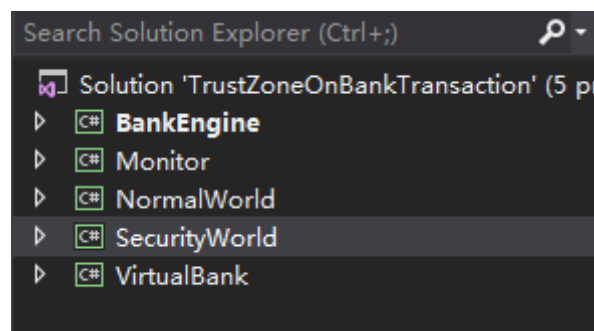 Search Solution Explorer (Ctrl+;)
Solution 'TrustZoneOnBankTransaction' (5 pr
C# BankEngine
C# Monitor
C# NormalWorld
C# SecurityWorld
C# VirtualBank